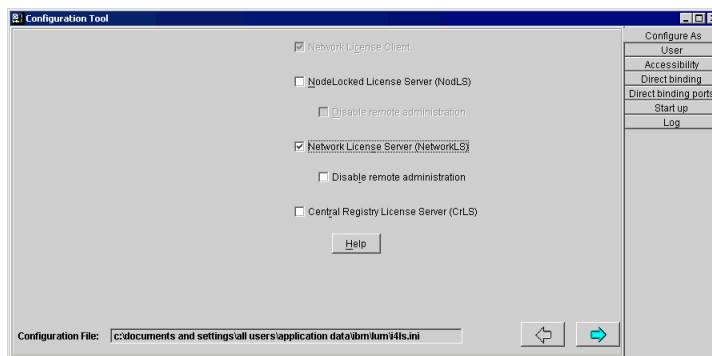 Configuration Tool
Configure As
User
Accessibility
Direct binding
Direct binding ports
Start up
Log
Network License Client
NodeLocked License Server (NodLS)
Disable remote administration
Network License Server (NetworkLS)
Disable remote administration
Central Registry License Server (CrLS)
Help
Configuration File: c:\documents and settings\all users\application data\ibm\lum\i4ls.ini